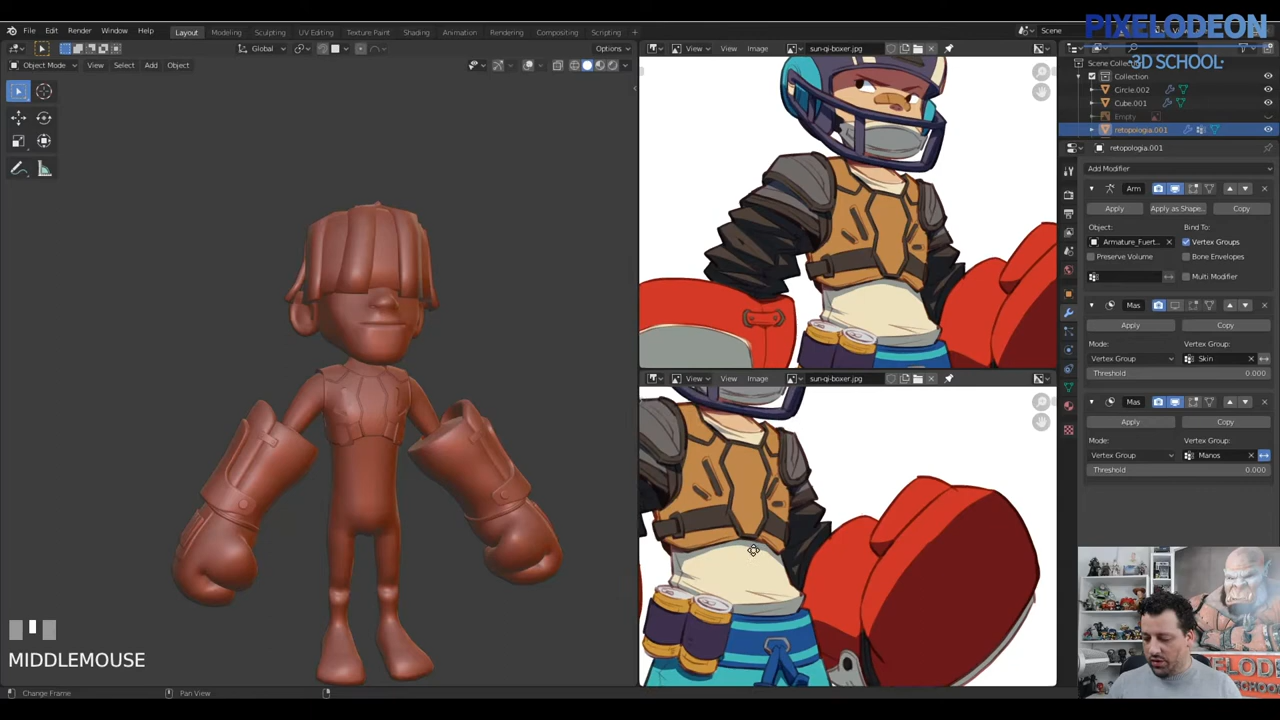 File Edit Render Window Help Layout Modeling Sculpting UV Editing Texture Paint Shading Animation Rendering Compositing Scripting Scene
PIXELODEON
3D SCHOOL
Global Options View Image sun-qi-boxer.jpg
Object Mode View Select Add Object
Scene Collection
Collection
Circle.002
Cube.001
Empty
retopologia.001
retopologia.001
Add Modifier
Arm
Apply Apply as Shape.. Copy
Object: Bind To:
Armature_Fuert... Vertex Groups
Preserve Volume Bone Envelopes
Multi Modifier
Mas
Apply Copy
Mode: Vertex Group:
Vertex Group Skin
Threshold 0.000
View View Image sun-qi-boxer.jpg
Mas
Apply Copy
Mode: Vertex Group:
Vertex Group Manos
Threshold 0.000
MIDDLEMOUSE
Change Frame Pan View